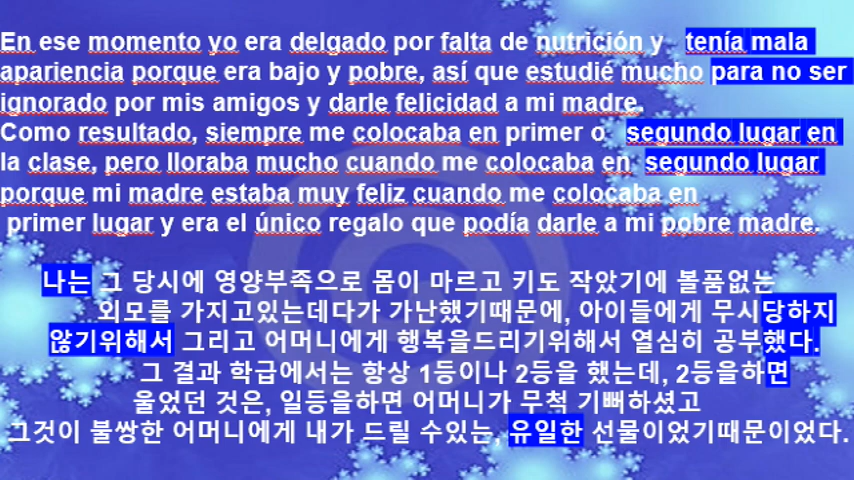 En ese momento yo era delgado por falta de nutrición y tenía mala
apariencia porque era bajo y pobre, así que estudié mucho para no ser
ignorado por mis amigos y darle felicidad a mi madre.
Como resultado, siempre me colocaba en primer o segundo lugar en
la clase, pero lloraba mucho cuando me colocaba en segundo lugar
porque mi madre estaba muy feliz cuando me colocaba en
primer lugar y era el único regalo que podía darle a mi pobre madre.
나는 그 당시에 영양부족으로 몸이 마르고 키도 작았기에 볼품없는
외모를 가지고있는데다가 가난했기때문에, 아이들에게 무시당하지
않기위해서 그리고 어머니에게 행복을드리기위해서 열심히 공부했다.
그 결과 학급에서는 항상 1등이나 2등을 했는데, 2등을하면
울었던 것은, 일등을하면 어머니가 무척 기뻐하셨고
그것이 불쌍한 어머니에게 내가 드릴 수있는, 유일한 선물이었기때문이었다.